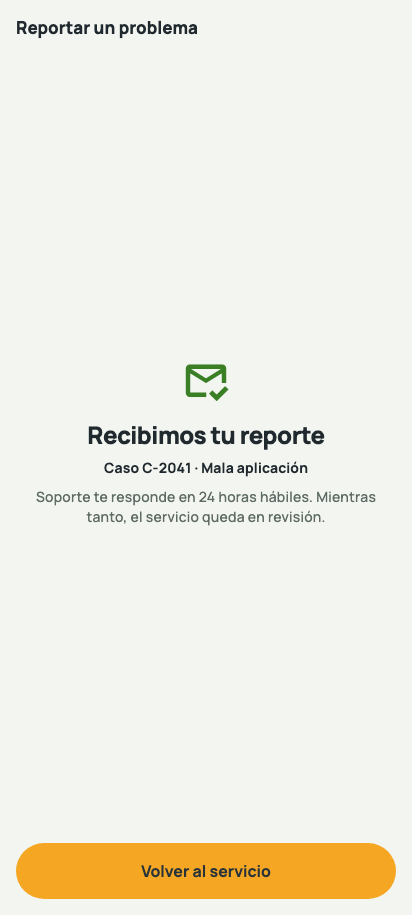 Reportar un problema
Recibimos tu reporte
Caso C-2041 · Mala aplicación
Soporte te responde en 24 horas hábiles. Mientras
tanto, el servicio queda en revisión.
Volver al servicio